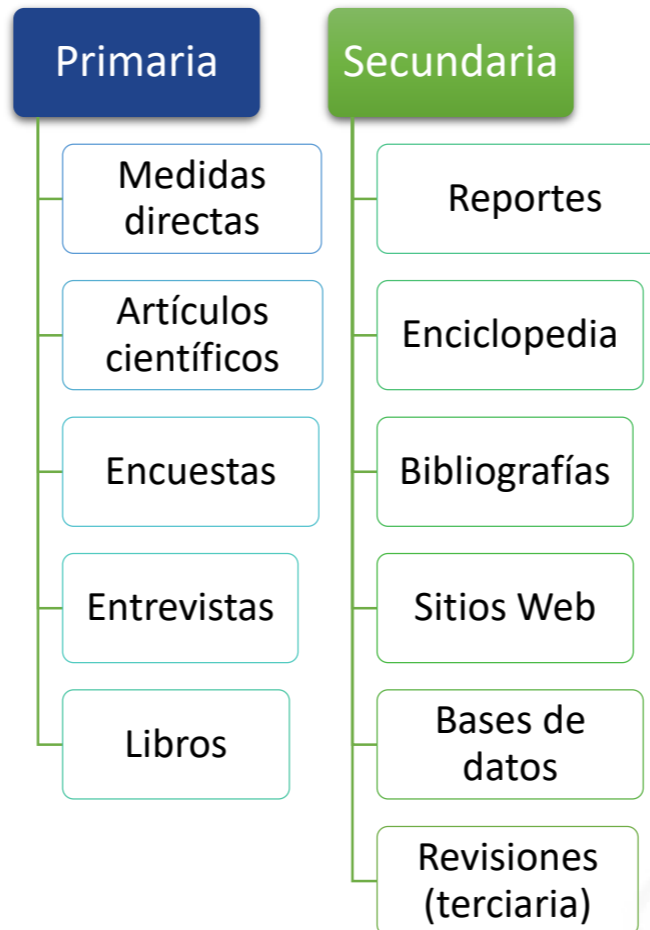 Primaria
Medidas
directas
Artículos
científicos
Encuestas
Entrevistas
Libros
Secundaria
Reportes
Enciclopedia
Bibliografías
Sitios Web
Bases de
datos
Revisiones
(terciaria)